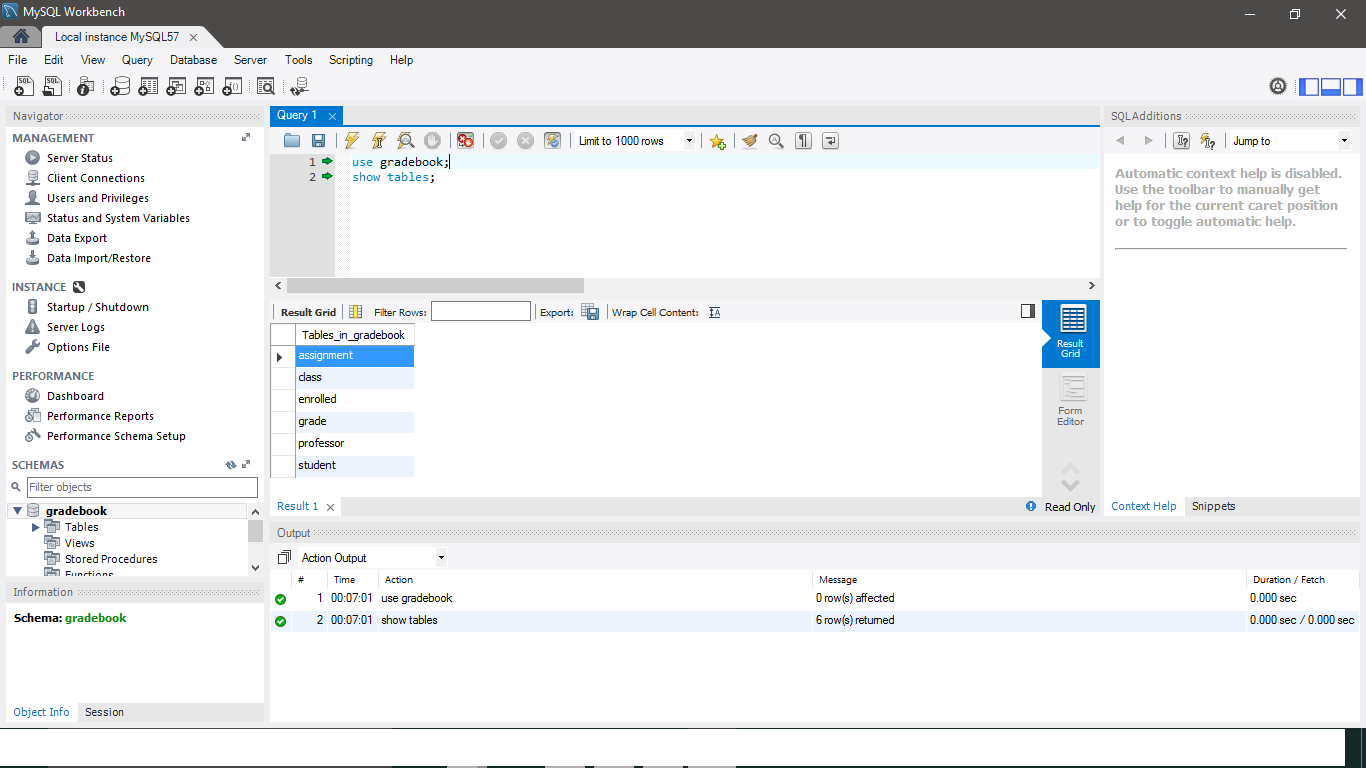 MySQL Workbench
Local instance MySQL57
File Edit View Query Database Server Tools Scripting Help
Navigator
MANAGEMENT
Server Status
Client Connections
Users and Privileges
Status and System Variables
Data Export
Data Import/Restore
INSTANCE
Startup / Shutdown
Server Logs
Options File
PERFORMANCE
Dashboard
Performance Reports
Performance Schema Setup
SCHEMAS
Filter objects
gradebook
Tables
Views
Stored Procedures
Functions
Information
Schema: gradebook
Object Info Session
Query 1
Limit to 1000 rows
1 use gradebook;
2 show tables;
Result Grid Filter Rows: Export: Wrap Cell Content:
Tables_in_gradebook
assignment
class
enrolled
grade
professor
student
Result
Grid
Form
Editor
Result 1 Read Only
SQLAdditions
Jump to
Automatic context help is disabled.
Use the toolbar to manually get
help for the current caret position
or to toggle automatic help.
Context Help Snippets
Output
Action Output
# Time Action Message Duration / Fetch
1 00:07:01 use gradebook 0 row(s) affected 0.000 sec
2 00:07:01 show tables 6 row(s) returned 0.000 sec / 0.000 sec